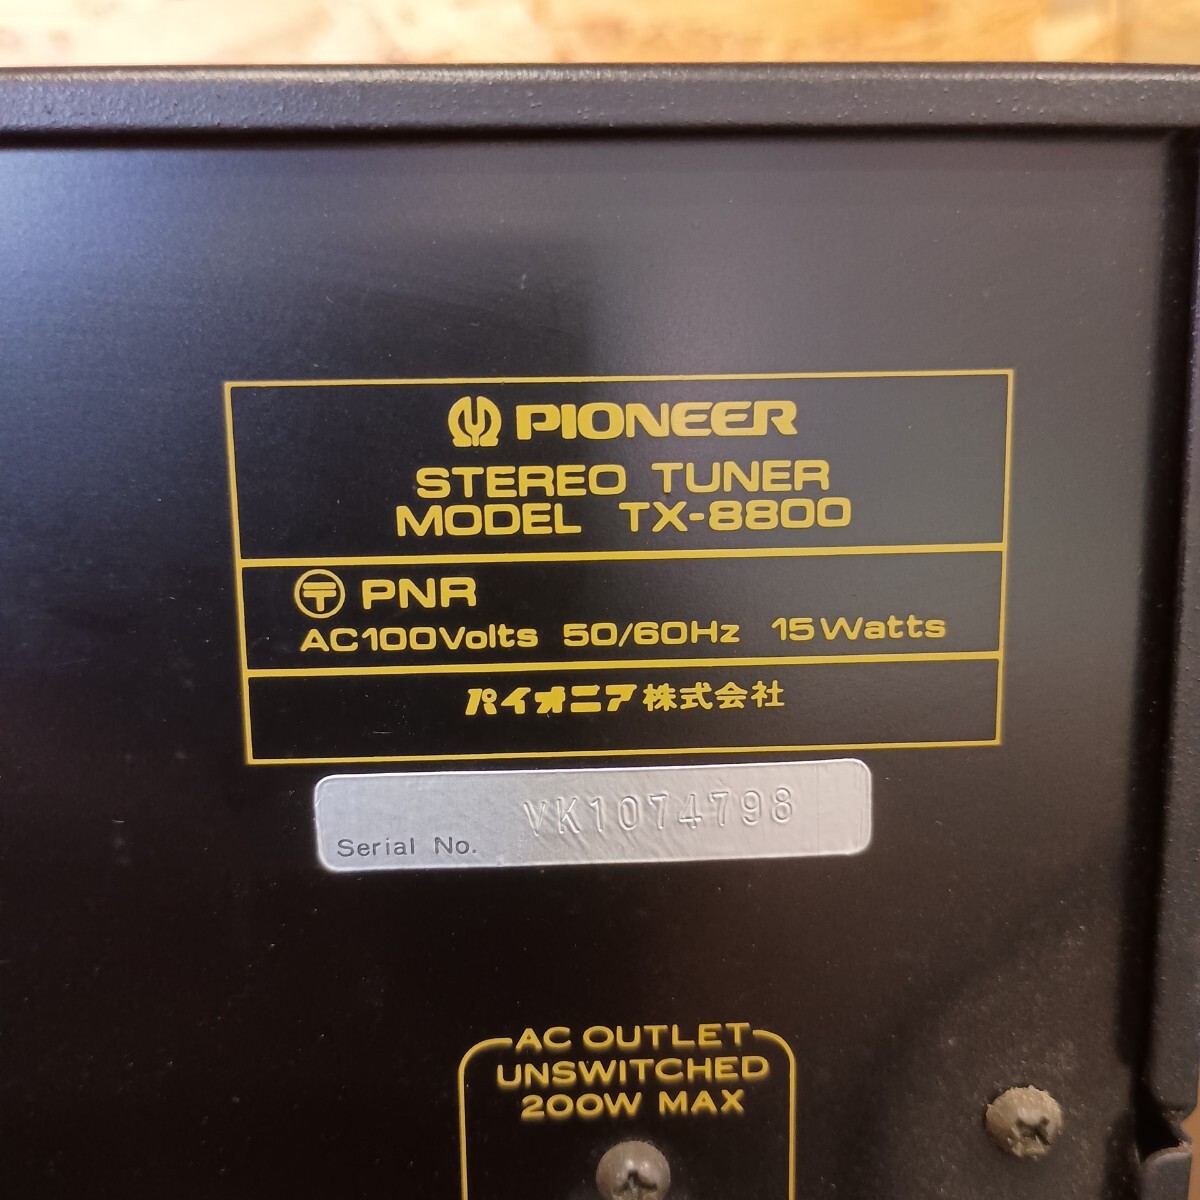 PIONEER
STEREO TUNER
MODEL TX-8800
〒 PNR
AC100Volts 50/60Hz 15Watts
パイオニア株式会社
Serial No. VK1074798
AC OUTLET
UNSWITCHED
200W MAX